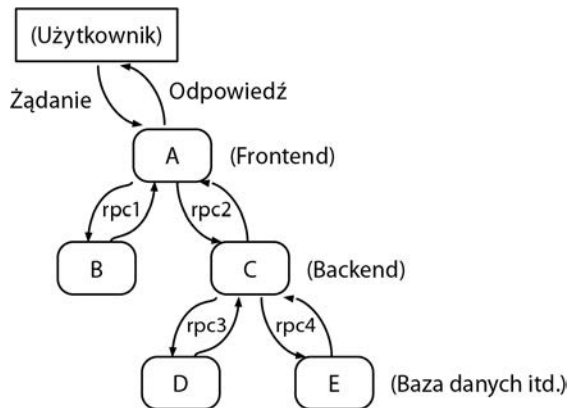 (Użytkownik)
Żądanie
Odpowiedź
A
(Frontend)
rpc1
rpc2
B
C
(Backend)
rpc3
rpc4
D
E
(Baza danych itd.)